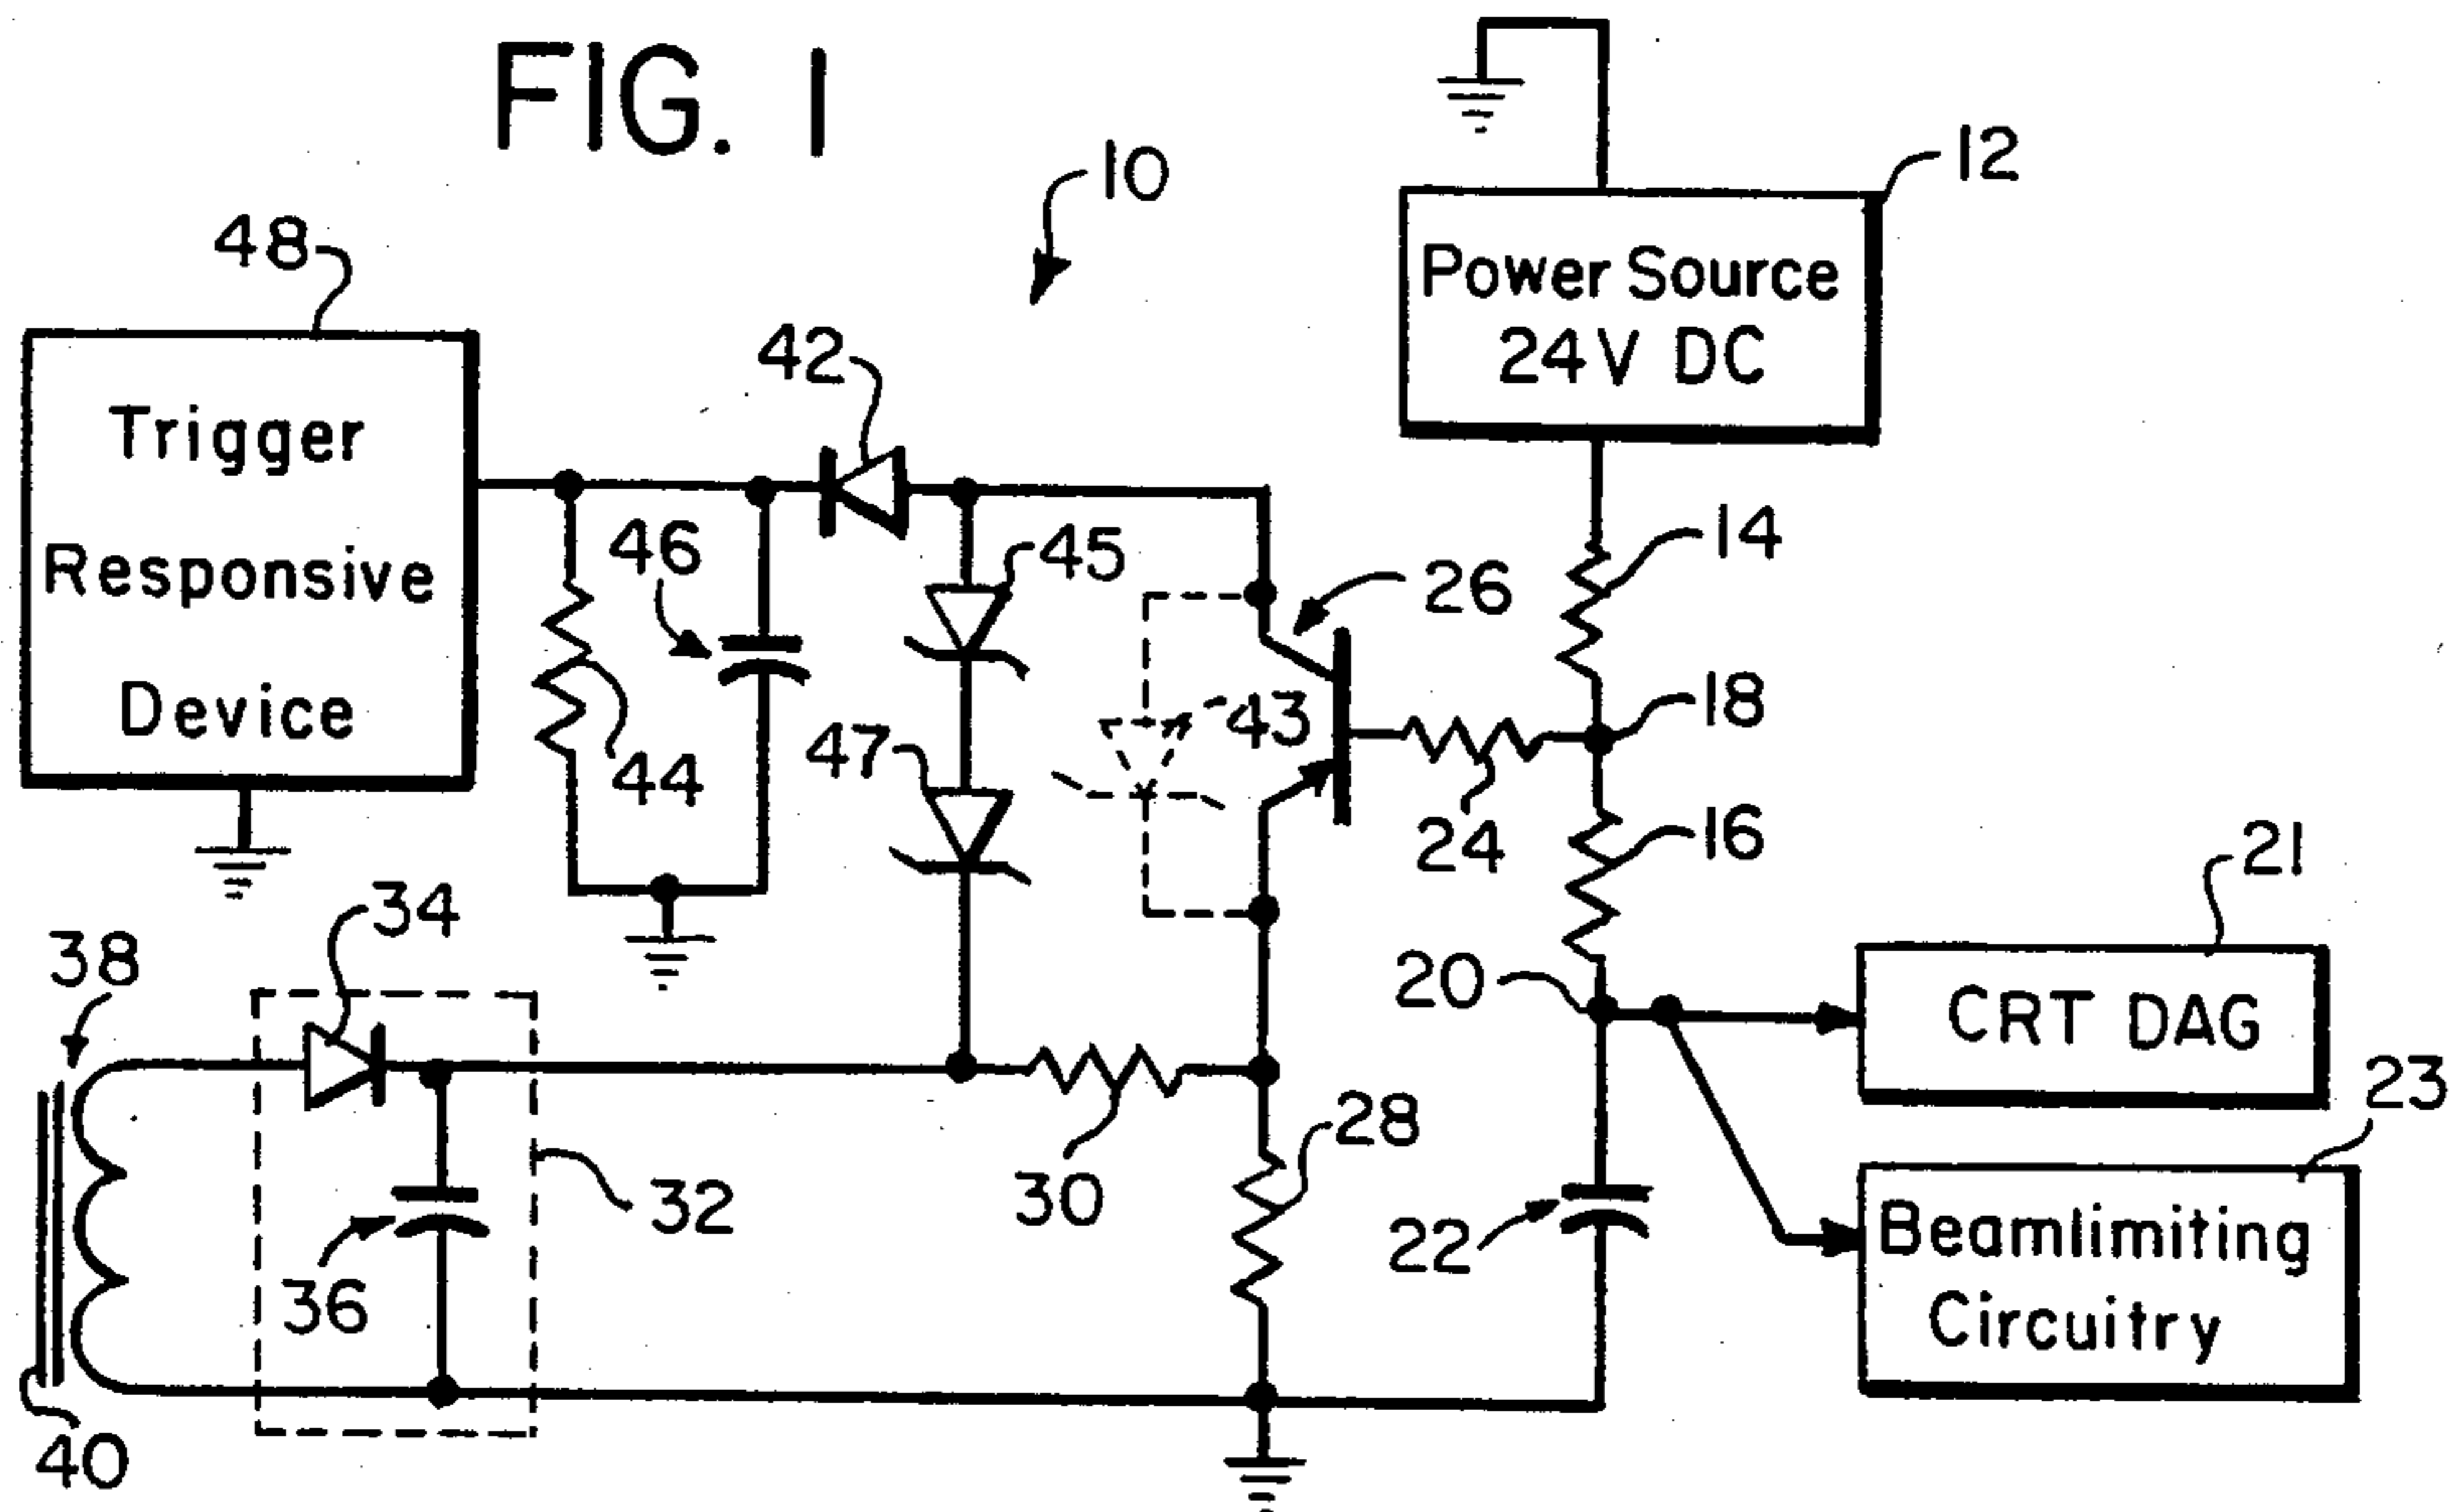 FIG. 1
10
12
Power Source
24V DC
48
Trigger
Responsive
Device
42
46
45
26
14
18
43
44
47
24
16
21
34
38
20
CRT DAG
23
28
32
30
22
36
Beamlimiting
Circuitry
40